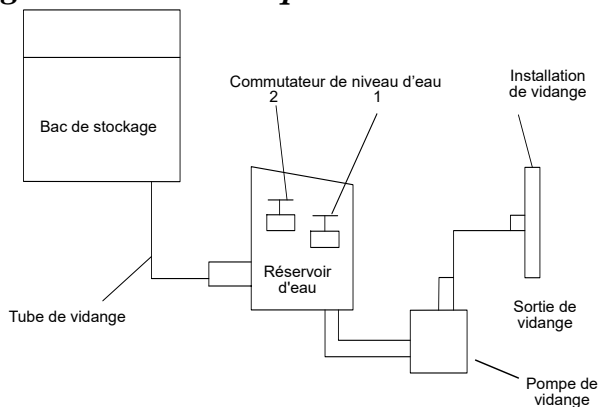 Commutateur de niveau d'eau
2 1
Installation
de vidange
Bac de stockage
Réservoir
d'eau
Tube de vidange
Sortie de
vidange
Pompe de
vidange